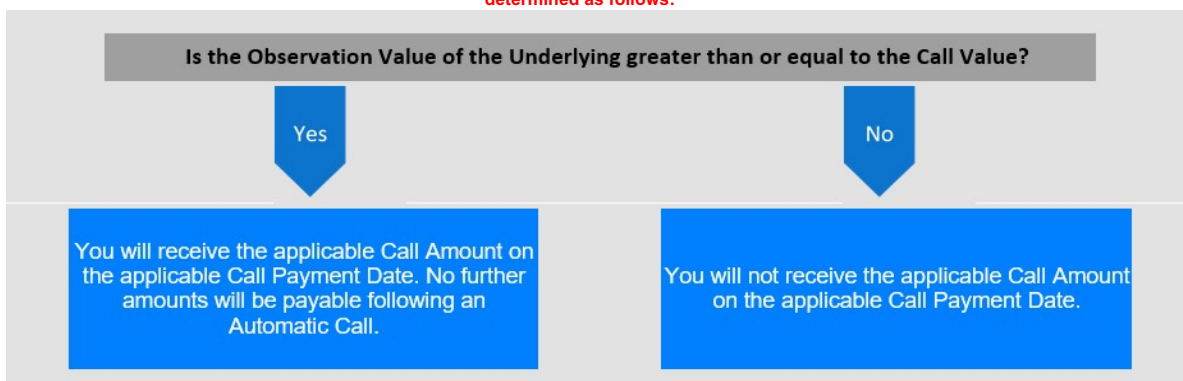 determined as follows:
Is the Observation Value of the Underlying greater than or equal to the Call Value?
Yes
No
You will receive the applicable Call Amount on
the applicable Call Payment Date. No further
amounts will be payable following an
Automatic Call.
You will not receive the applicable Call Amount
on the applicable Call Payment Date.